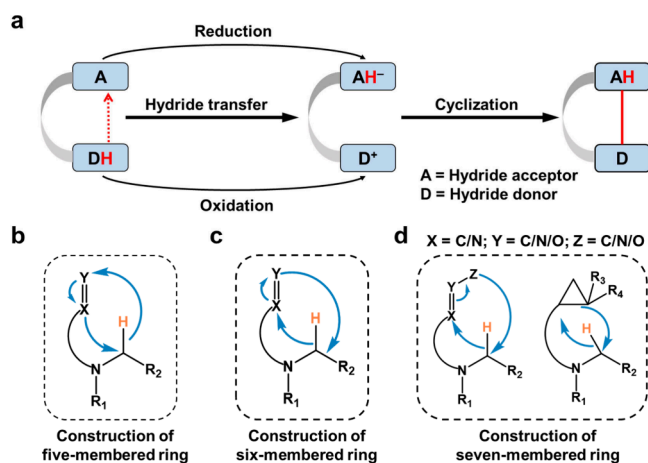 a
Reduction
A
AH⁻
AH
Hydride transfer
Cyclization
DH
D⁺
D
A = Hydride acceptor
D = Hydride donor
Oxidation
b
c
d
X = C/N; Y = C/N/O; Z = C/N/O
Y
X
H
N
R₂
R₁
Y
X
H
N
R₂
R₁
Z
Y
X
H
N
R₂
R₁
R₃
R₄
H
N
R₂
R₁
Construction of
five-membered ring
Construction of
six-membered ring
Construction of
seven-membered ring